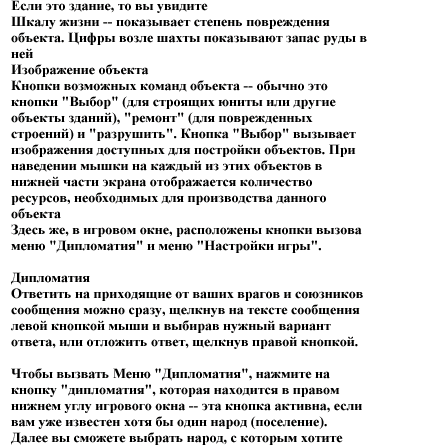 Если это здание, то вы увидите
Шкалу жизни -- показывает степень повреждения
объекта. Цифры возле шахты показывают запас руды в
ней
Изображение объекта
Кнопки возможных команд объекта -- обычно это
кнопки "Выбор" (для строящих юниты или другие
объекты зданий), "ремонт" (для поврежденных
строений) и "разрушить". Кнопка "Выбор" вызывает
изображения доступных для постройки объектов. При
наведении мышки на каждый из этих объектов в
нижней части экрана отображается количество
ресурсов, необходимых для производства данного
объекта
Здесь же, в игровом окне, расположены кнопки вызова
меню "Дипломатия" и меню "Настройки игры".
Дипломатия
Ответить на приходящие от ваших врагов и союзников
сообщения можно сразу, щелкнув на тексте сообщения
левой кнопкой мыши и выбирав нужный вариант
ответа, или отложить ответ, щелкнув правой кнопкой.
Чтобы вызвать Меню "Дипломатия", нажмите на
кнопку "дипломатия", которая находится в правом
нижнем углу игрового окна -- эта кнопка активна, если
вам уже известен хотя бы один народ (поселение).
Далее вы сможете выбрать народ, с которым хотите